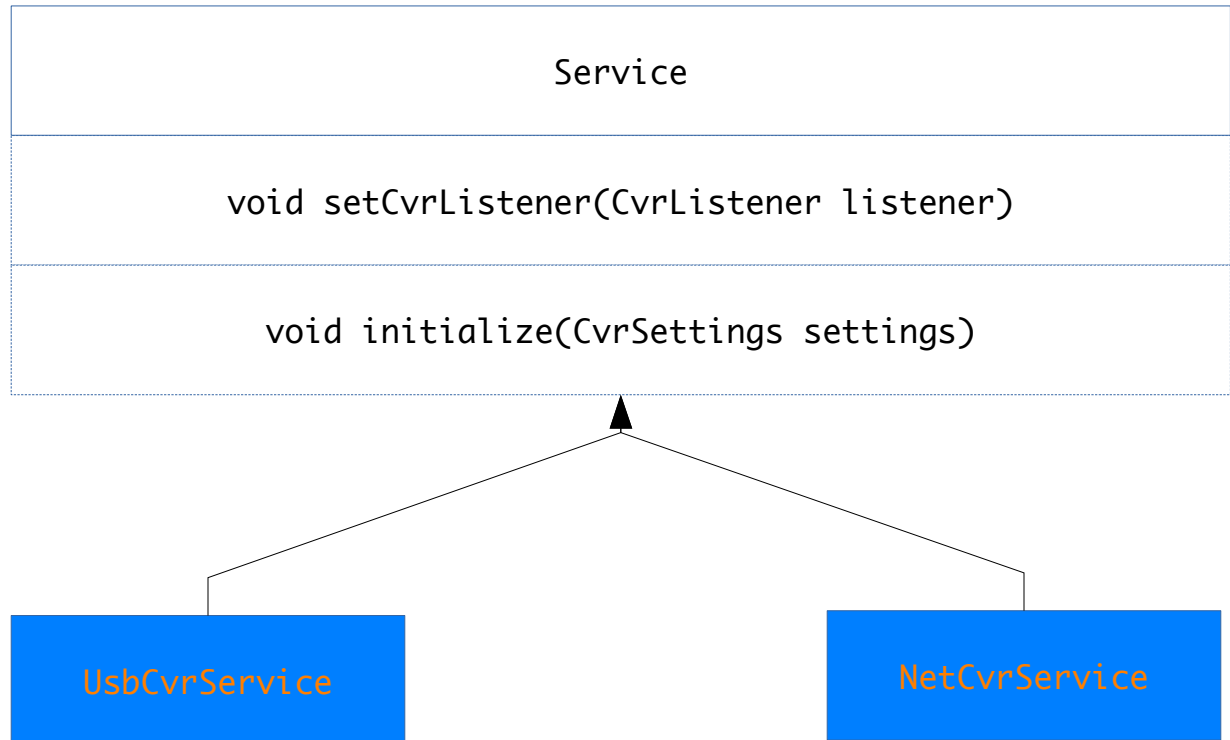 Service
void setCvrListener(CvrListener listener)
void initialize(CvrSettings settings)
UsbCvrService
NetCvrService